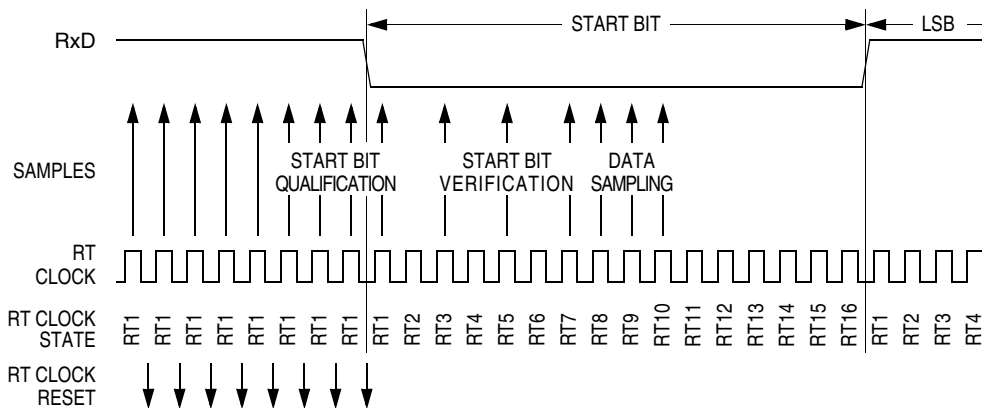 START BIT
LSB
RxD
SAMPLES
START BIT
QUALIFICATION
START BIT
VERIFICATION
DATA
SAMPLING
RT
CLOCK
RT CLOCK
STATE
RT1 RT1 RT1 RT1 RT1 RT1 RT1 RT1 RT1 RT2 RT3 RT4 RT5 RT6 RT7 RT8 RT9 RT10 RT11 RT12 RT13 RT14 RT15 RT16 RT1 RT2 RT3 RT4
RT CLOCK
RESET